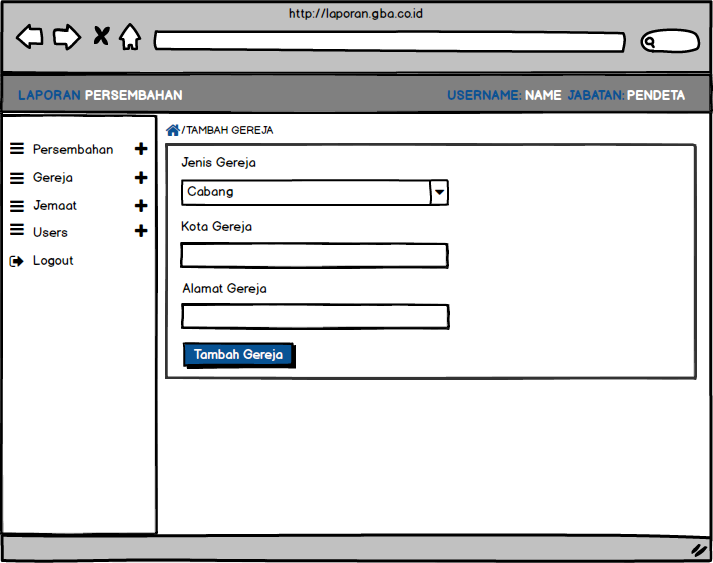 http://laporan.gba.co.id
LAPORAN PERSEMBAHAN
USERNAME: NAME JABATAN: PENDETA
/TAMBAH GEREJA
Persembahan
Gereja
Jemaat
Users
Logout
Jenis Gereja
Cabang
Kota Gereja
Alamat Gereja
Tambah Gereja